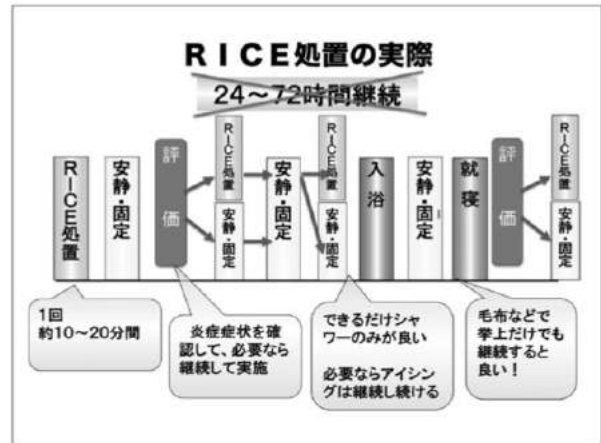 RICE処置の実際
24～72時間継続
RICE処置
安静・固定
評価
RICE処置
安静・固定
安静・固定
RICE処置
安静・固定
入浴
安静・固定
就寝
評価
RICE処置
安静・固定
1回
約10～20分間
炎症症状を確
認して、必要なら
継続して実施
できるだけシャ
ワーのみが良い
必要ならアイシン
グは継続し続ける
毛布などで
挙上だけでも
継続すると
良い！